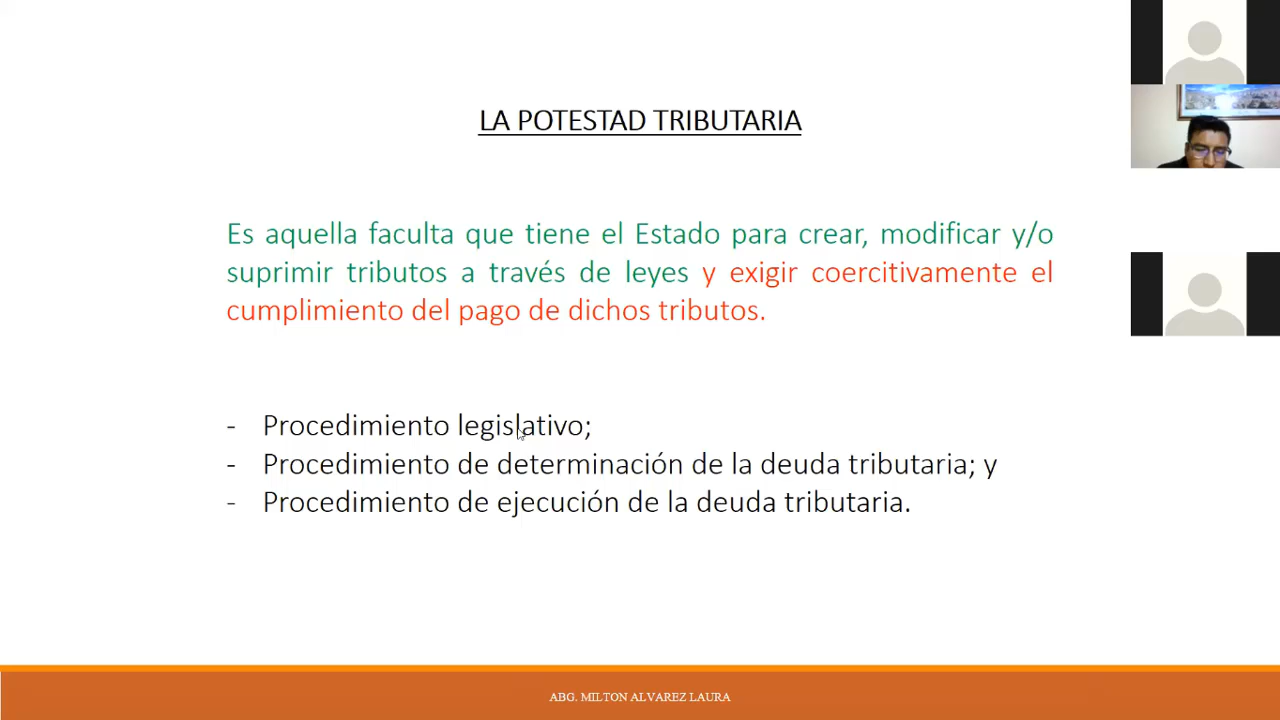 LA POTESTAD TRIBUTARIA
Es aquella faculta que tiene el Estado para crear, modificar y/o
suprimir tributos a través de leyes y exigir coercitivamente el
cumplimiento del pago de dichos tributos.
- Procedimiento legislativo;
- Procedimiento de determinación de la deuda tributaria; y
- Procedimiento de ejecución de la deuda tributaria.
ABG. MILTON ALVAREZ LAURA